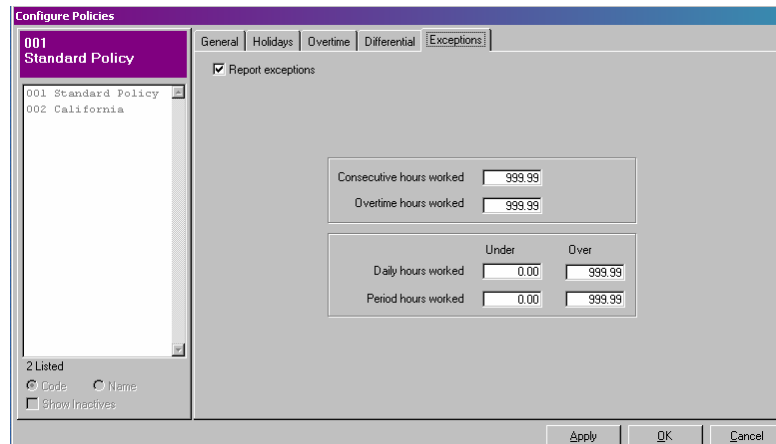 Configure Policies
001
Standard Policy
001 Standard Policy
002 California
2 Listed
Code Name
Show Inactives
General Holidays Overtime Differential Exceptions
Report exceptions
Consecutive hours worked 999.99
Overtime hours worked 999.99
Under Over
Daily hours worked 0.00 999.99
Period hours worked 0.00 999.99
Apply OK Cancel